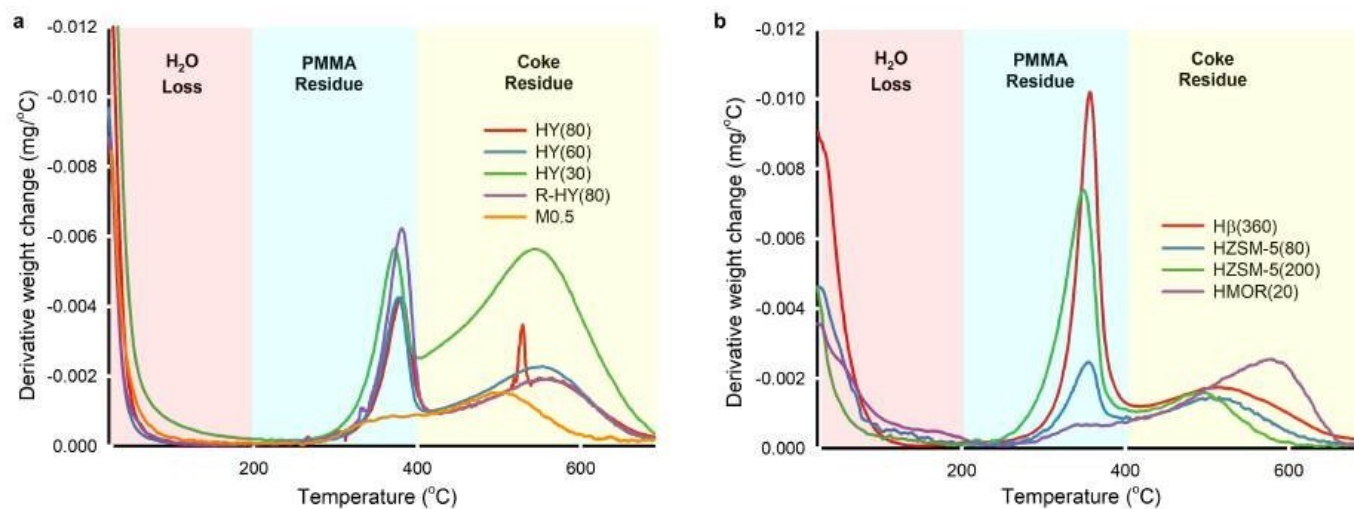 a
-0.012
-0.010
-0.008
-0.006
-0.004
-0.002
0.000
Derivative weight change (mg/°C)
H₂O
Loss
PMMA
Residue
Coke
Residue
HY(80)
HY(60)
HY(30)
R-HY(80)
M0.5
200
400
600
Temperature (°C)
b
-0.012
-0.010
-0.008
-0.006
-0.004
-0.002
0.000
Derivative weight change (mg/°C)
H₂O
Loss
PMMA
Residue
Coke
Residue
Hβ(360)
HZSM-5(80)
HZSM-5(200)
HMOR(20)
200
400
600
Temperature (°C)